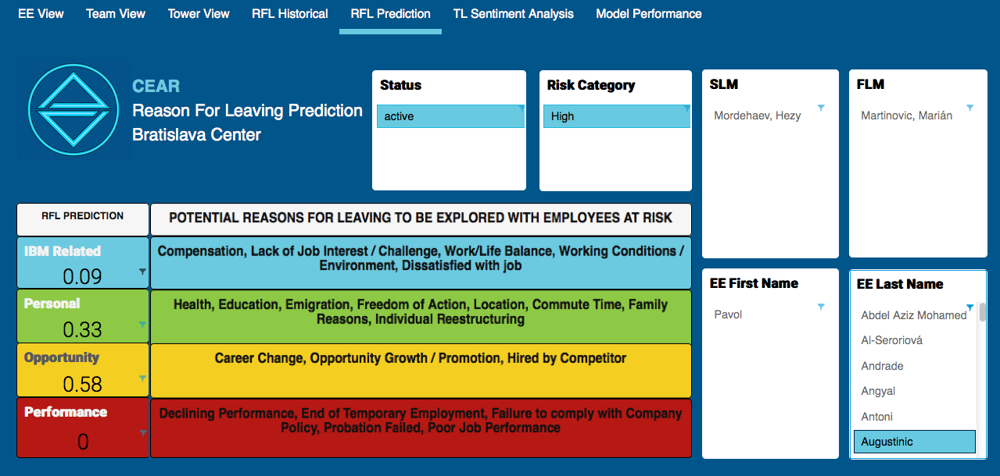 EE View Team View Tower View RFL Historical RFL Prediction TL Sentiment Analysis Model Performance
CEAR
Reason For Leaving Prediction
Bratislava Center
Status
active
Risk Category
High
SLM
Mordehaev, Hezy
FLM
Martinovic, Marián
RFL PREDICTION
POTENTIAL REASONS FOR LEAVING TO BE EXPLORED WITH EMPLOYEES AT RISK
IBM Related
0.09
Compensation, Lack of Job Interest / Challenge, Work/Life Balance, Working Conditions /
Environment, Dissatisfied with job
Personal
0.33
Health, Education, Emigration, Freedom of Action, Location, Commute Time, Family
Reasons, Individual Reestructuring
Opportunity
0.58
Career Change, Opportunity Growth / Promotion, Hired by Competitor
Performance
0
Declining Performance, End of Temporary Employment, Failure to comply with Company
Policy, Probation Failed, Poor Job Performance
EE First Name
Pavol
EE Last Name
Abdel Aziz Mohamed
Al-Seroriová
Andrade
Angyal
Antoni
Augustinic